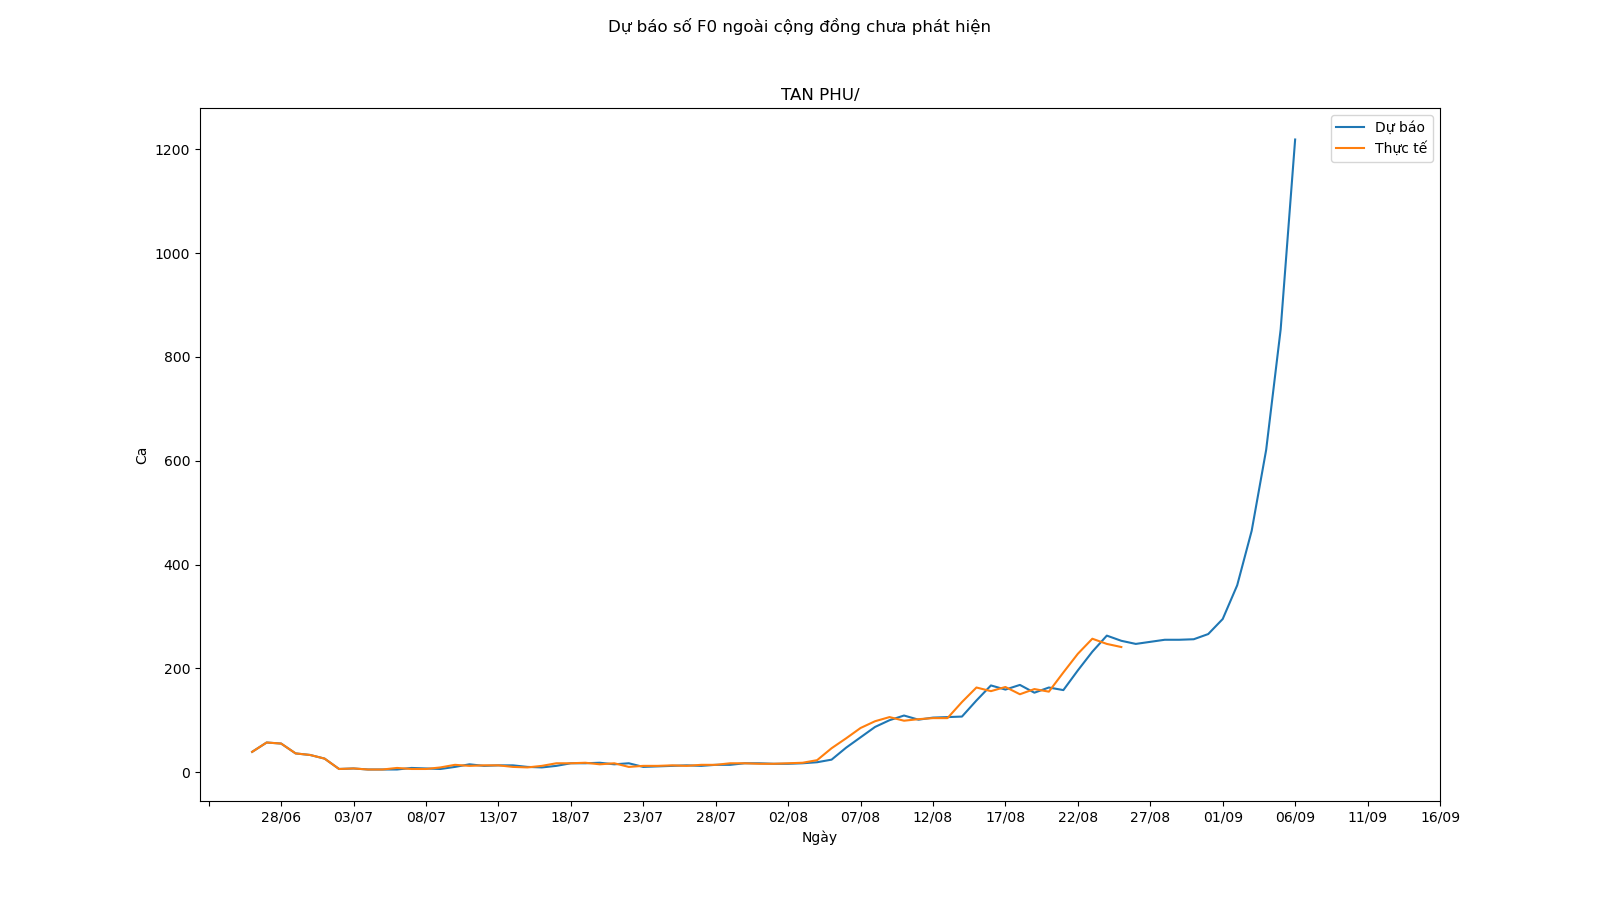 Dự báo số F0 ngoài cộng đồng chưa phát hiện
TAN PHU/
Dự báo
Thực tế
1200
1000
800
600
400
200
0
Ca
28/06 03/07 08/07 13/07 18/07 23/07 28/07 02/08 07/08 12/08 17/08 22/08 27/08 01/09 06/09 11/09 16/09
Ngày